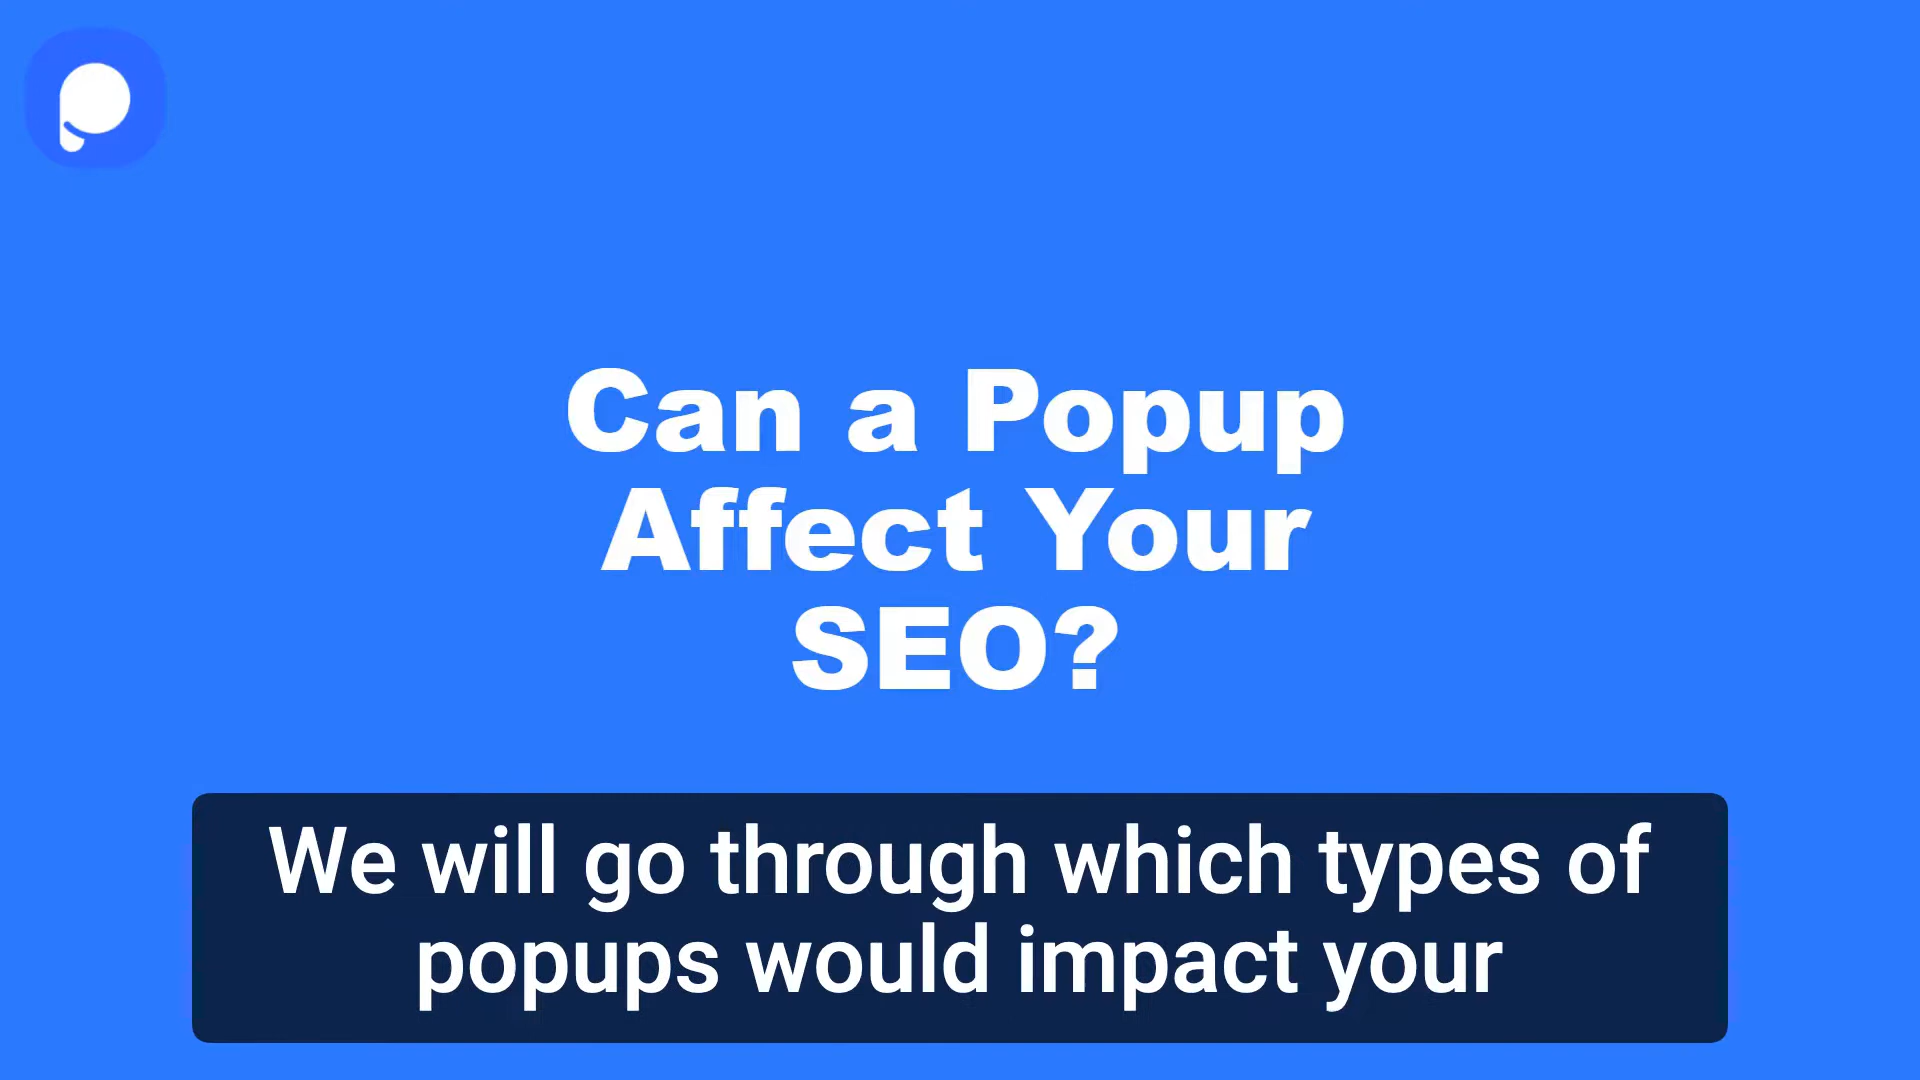 Can a Popup
Affect Your
SEO?
We will go through which types of
popups would impact your